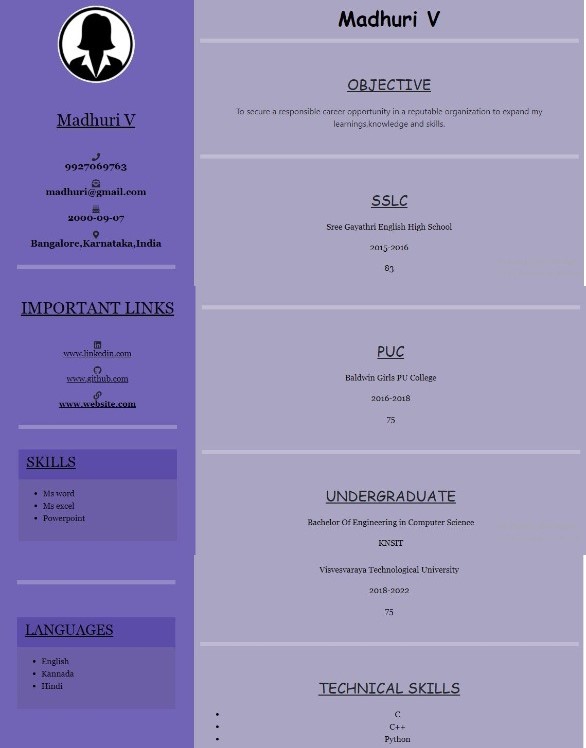 Madhuri V
9927069763
madhuri@gmail.com
2000-09-07
Bangalore,Karnataka,India
IMPORTANT LINKS
www.linkedin.com
www.github.com
www.website.com
SKILLS
Ms word
Ms excel
Powerpoint
LANGUAGES
English
Kannada
Hindi
Madhuri V
OBJECTIVE
To secure a responsible career opportunity in a reputable organization to expand my
learnings,knowledge and skills.
SSLC
Sree Gayathri English High School
2015-2016
83
PUC
Baldwin Girls PU College
2016-2018
75
UNDERGRADUATE
Bachelor Of Engineering in Computer Science
KNSIT
Visvesvaraya Technological University
2018-2022
75
TECHNICAL SKILLS
C
C++
Python